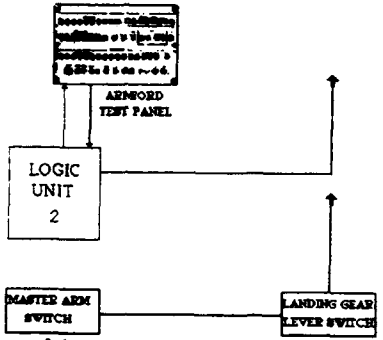 ARMFORD
TEST PANEL
LOGIC
UNIT
2
MASTER ARM
SWITCH
LANDING GEAR
LEVER SWITCH